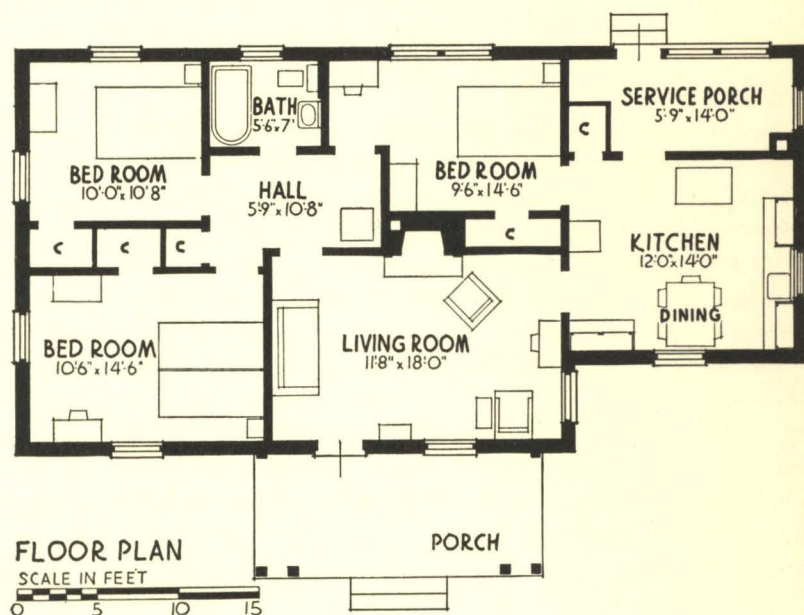 BATH
5'6"x7'
SERVICE PORCH
5'9"x14'0"
C
BED ROOM
10'-0"x10'8"
HALL
5'9"x10'8"
BED ROOM
9'6"x14'6"
C
C
C
C
KITCHEN
12'0"x14'0"
DINING
BED ROOM
10'6"x14'6"
LIVING ROOM
11'8"x18'0"
PORCH
FLOOR PLAN
SCALE IN FEET
0 5 10 15